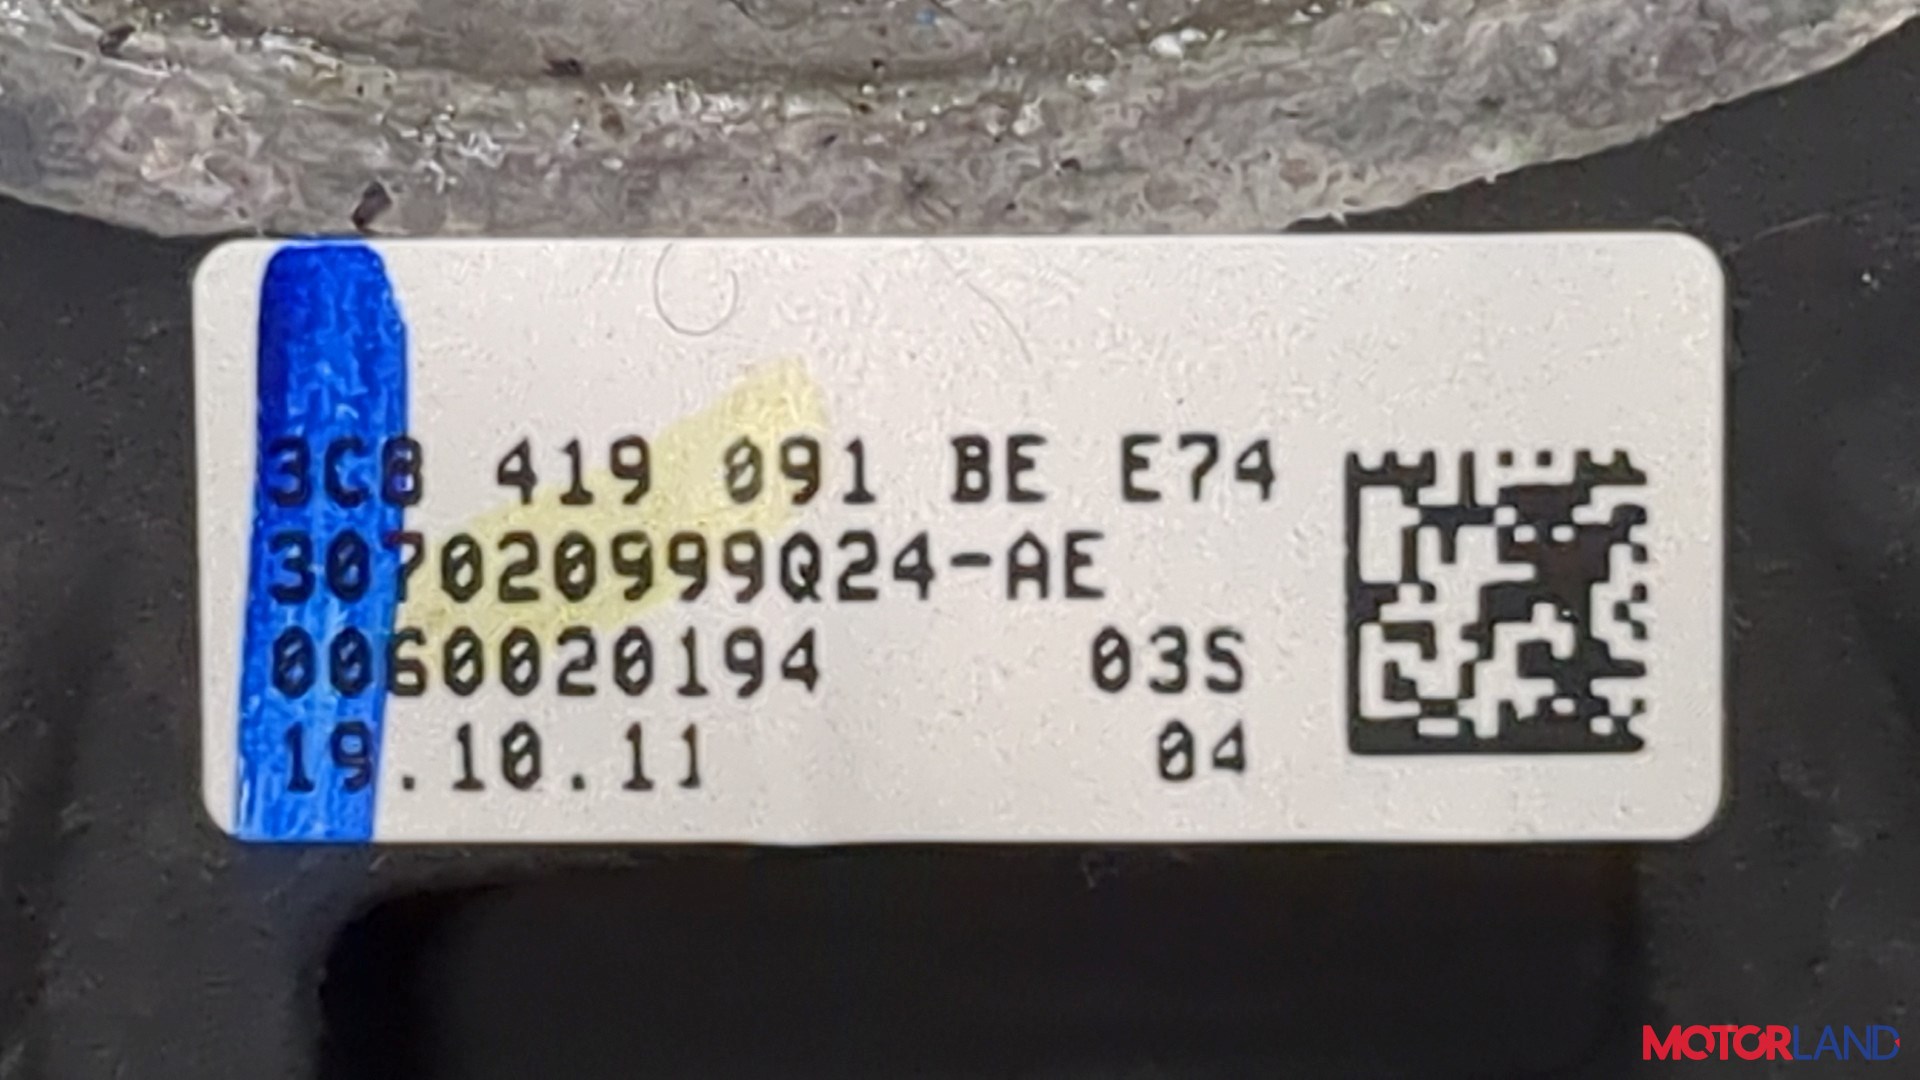 3C8 419 091 BE E74
307020999Q24-AE
0060020194 03S
19.10.11 04
MOTORLAND